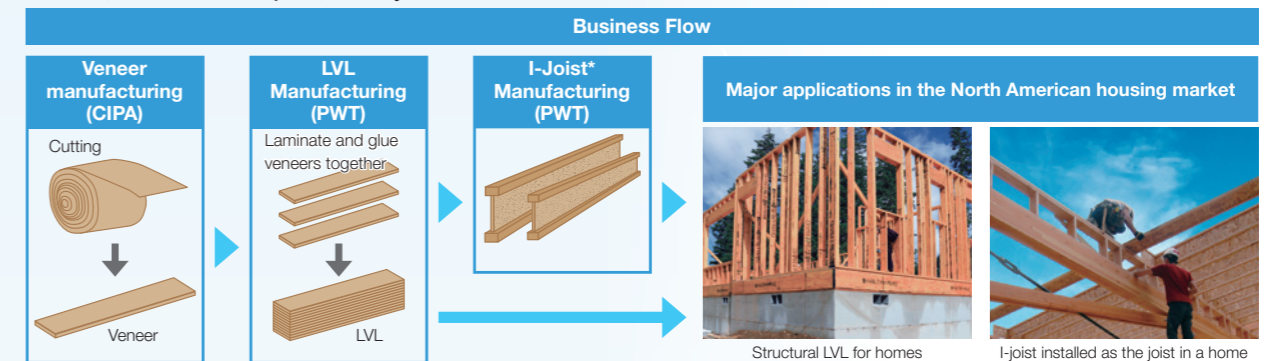 Business Flow
Veneer
manufacturing
(CIPA)
Cutting
Veneer
LVL
Manufacturing
(PWT)
Laminate and glue
veneers together
LVL
I-Joist*
Manufacturing
(PWT)
Major applications in the North American housing market
Structural LVL for homes
I-joist installed as the joist in a home